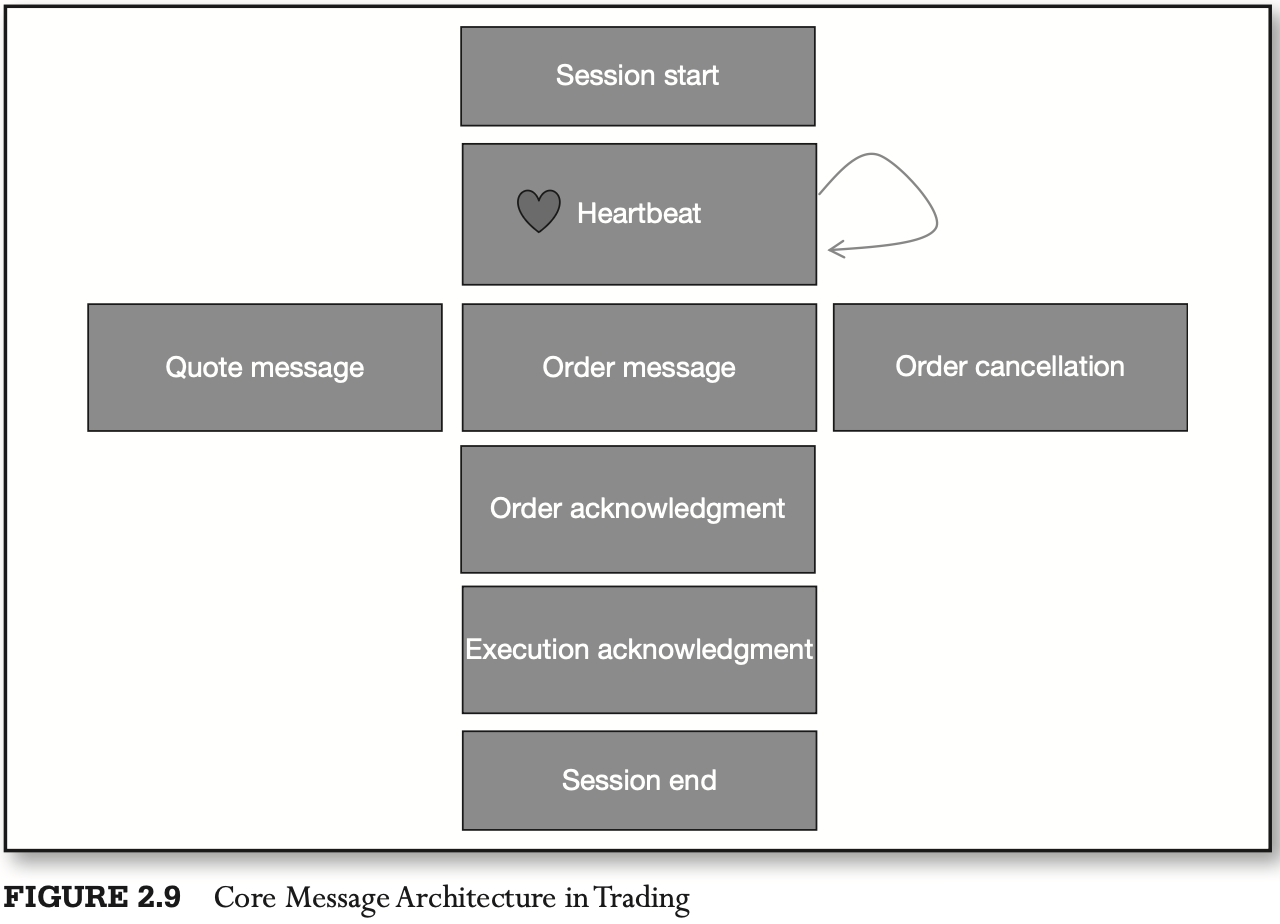 Session start
Heartbeat
Quote message
Order message
Order cancellation
Order acknowledgment
Execution acknowledgment
Session end
FIGURE 2.9 Core Message Architecture in Trading